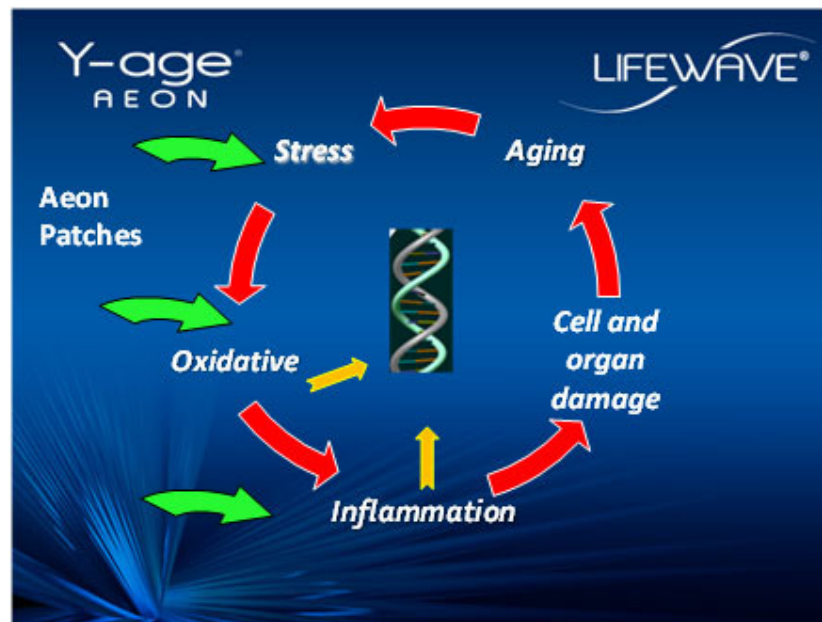 Y-age®
AEON
LIFEWAVE®
Stress
Aging
Aeon
Patches
Oxidative
Cell and
organ
damage
Inflammation